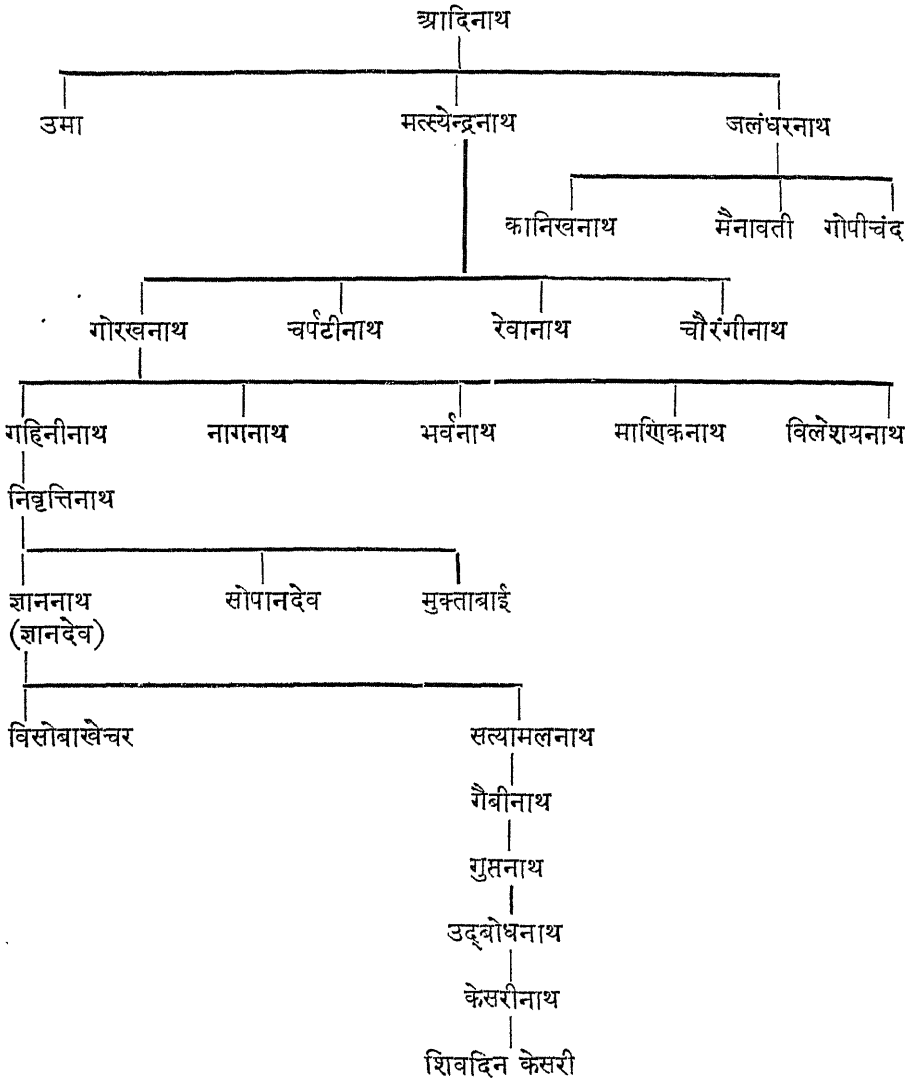 आदिनाथ
उमा मत्स्येन्द्रनाथ जलंधरनाथ
कानिखनाथ मैनावती गोपीचंद
गोरखनाथ चर्पटीनाथ रेवानाथ चौरंगीनाथ
गहिनीनाथ नागनाथ भर्वनाथ माणिकनाथ विलेशयनाथ
निवृत्तिनाथ
ज्ञाननाथ सोपानदेव मुक्ताबाई
(ज्ञानदेव)
विसोबाखेचर सत्यामलनाथ
गैबीनाथ
गुप्तनाथ
उद्‌बोधनाथ
केसरीनाथ
शिवदिन केसरी